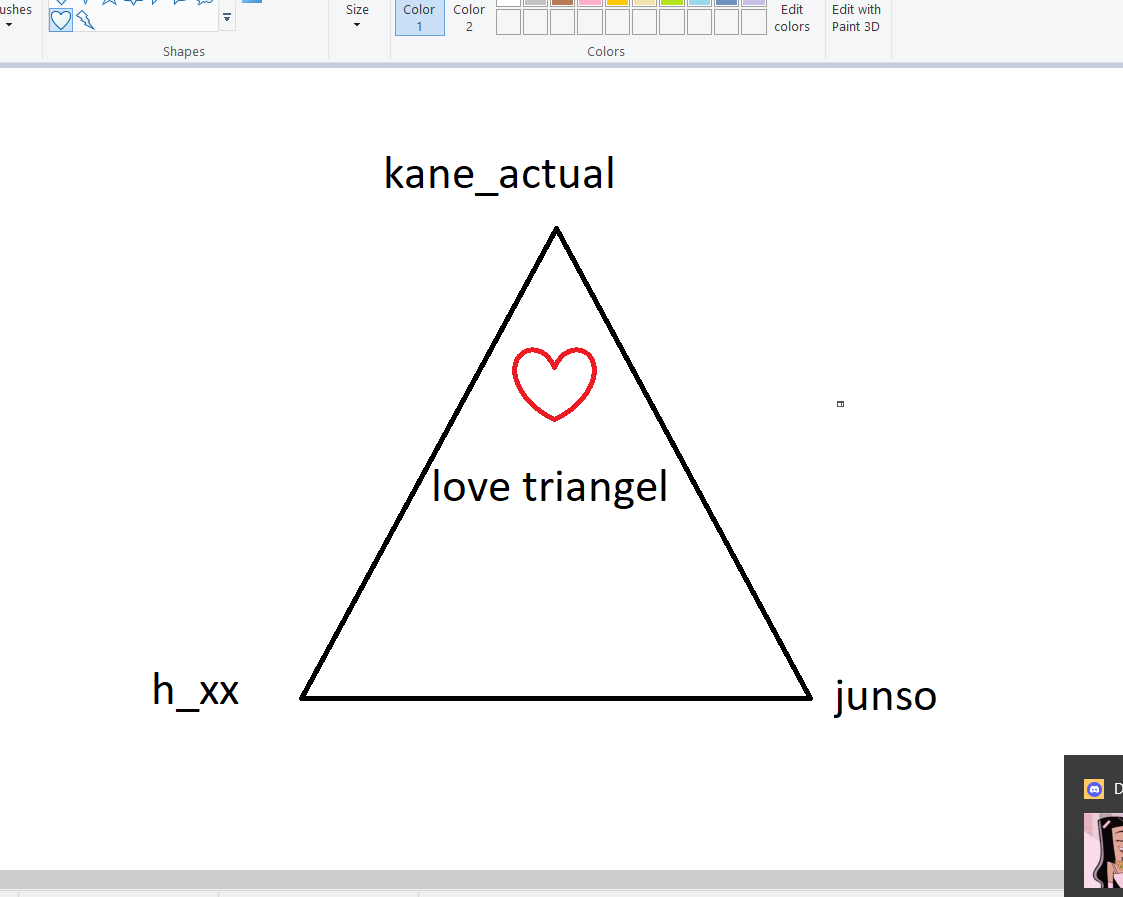 ushes
Size
Color
1
Color
2
Edit
colors
Edit with
Paint 3D
Shapes
Colors
kane_actual
love triangel
h_xx
junso
D